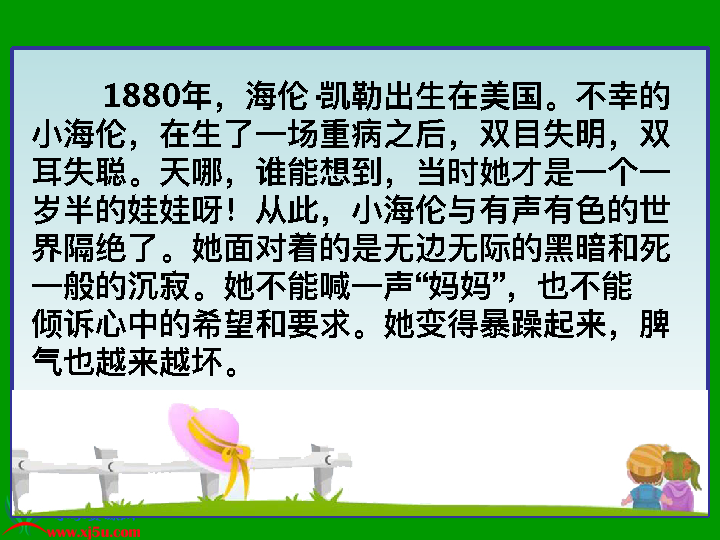 1880年，海伦·凯勒出生在美国。不幸的
小海伦，在生了一场重病之后，双目失明，双
耳失聪。天哪，谁能想到，当时她才是一个一
岁半的娃娃呀！从此，小海伦与有声有色的世
界隔绝了。她面对着的是无边无际的黑暗和死
一般的沉寂。她不能喊一声“妈妈”，也不能
倾诉心中的希望和要求。她变得暴躁起来，脾
气也越来越坏。
www.xj5u.com